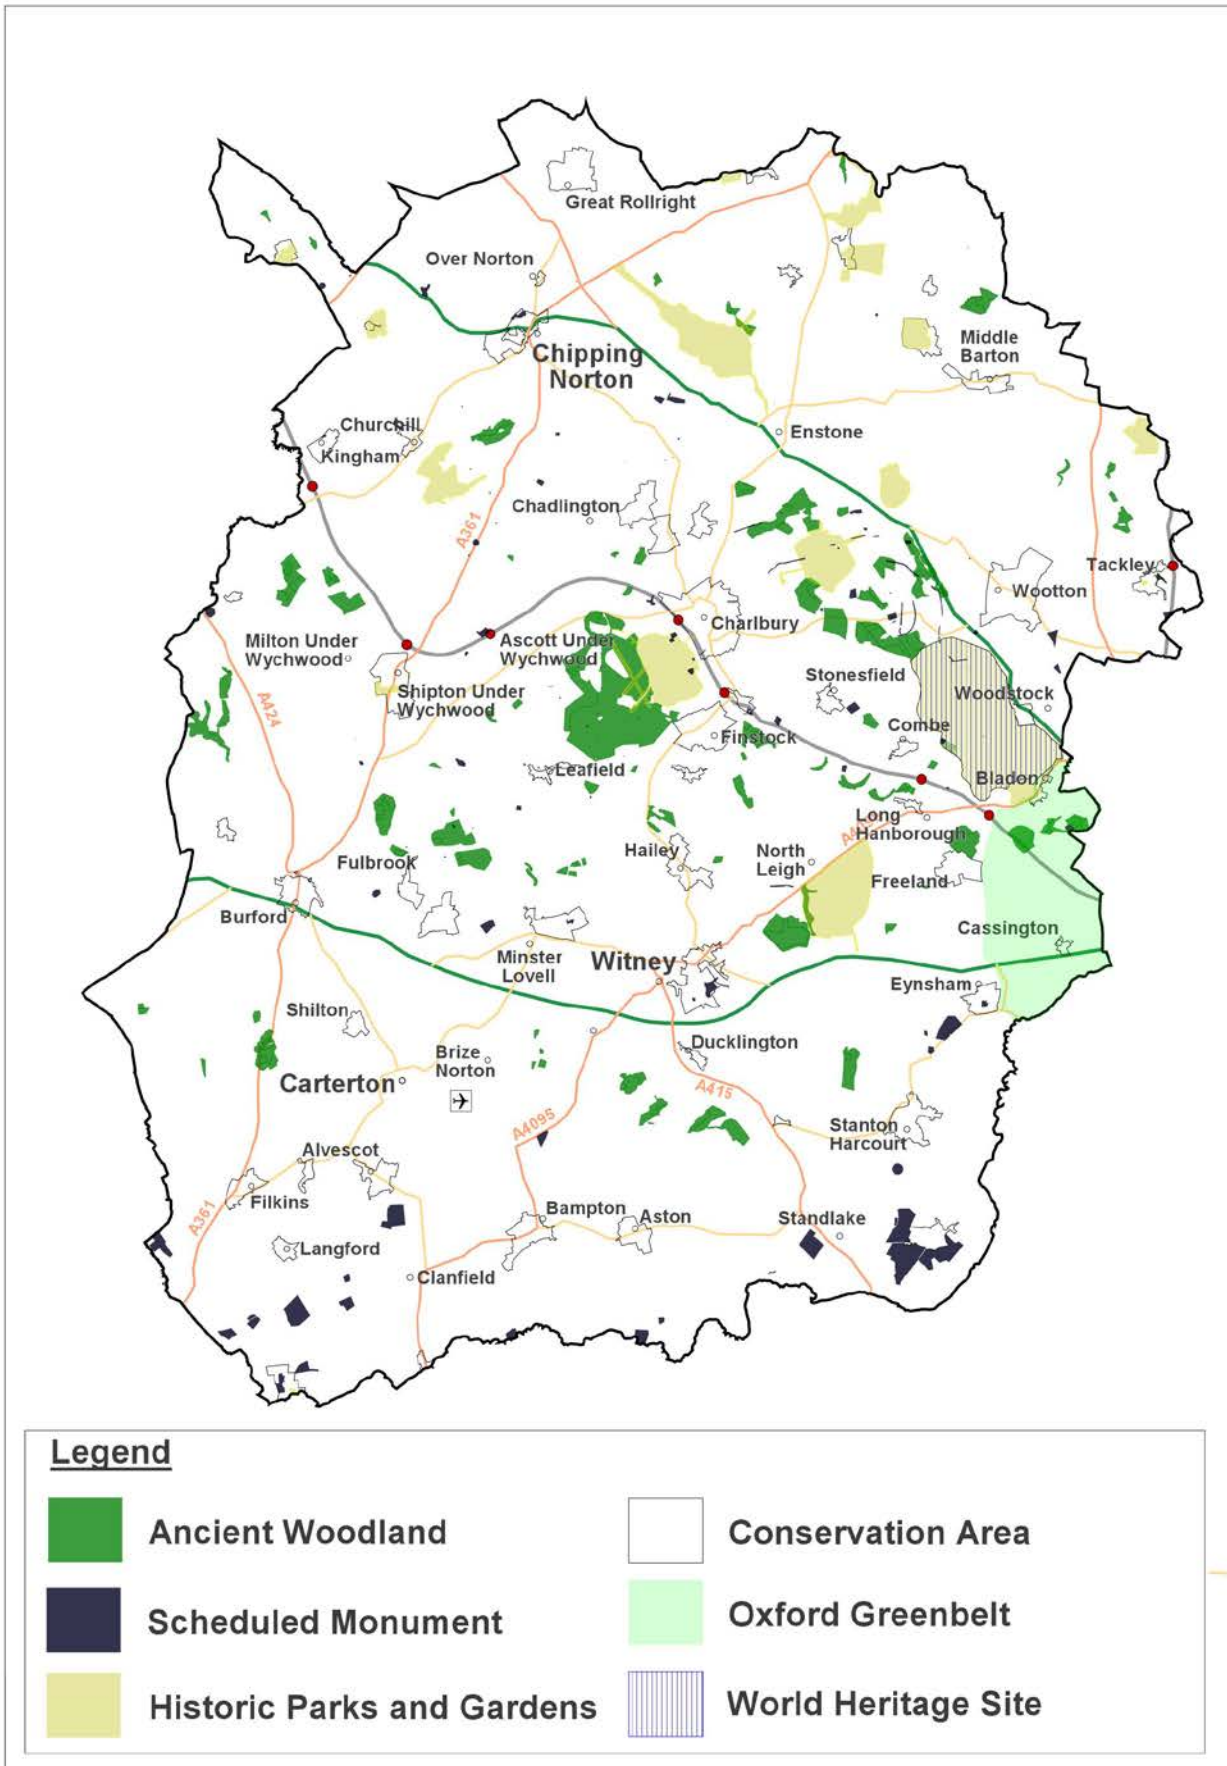 Great Rollright
Over Norton
Chipping
Norton
Middle
Barton
Churchill
Kingham
Enstone
Chadlington
A361
Tackley
Wootton
Charlbury
Milton Under
Wychwood
Ascott Under
Wychwood
Stonesfield
Shipton Under
Wychwood
Woodstock
A424
Combe
Finstock
Leafield
Bladon
Long
Hanborough
Hailey
North
Leigh
Fulbrook
Freeland
Burford
Cassington
Minster
Lovell
Witney
Eynsham
Shilton
Ducklington
Brize
Norton
Carterton
A415
A4095
Stanton
Harcourt
Alvescot
Filkins
A361
Bampton
Aston
Standlake
Langford
Clanfield
Legend
Ancient Woodland
Conservation Area
Scheduled Monument
Oxford Greenbelt
Historic Parks and Gardens
World Heritage Site